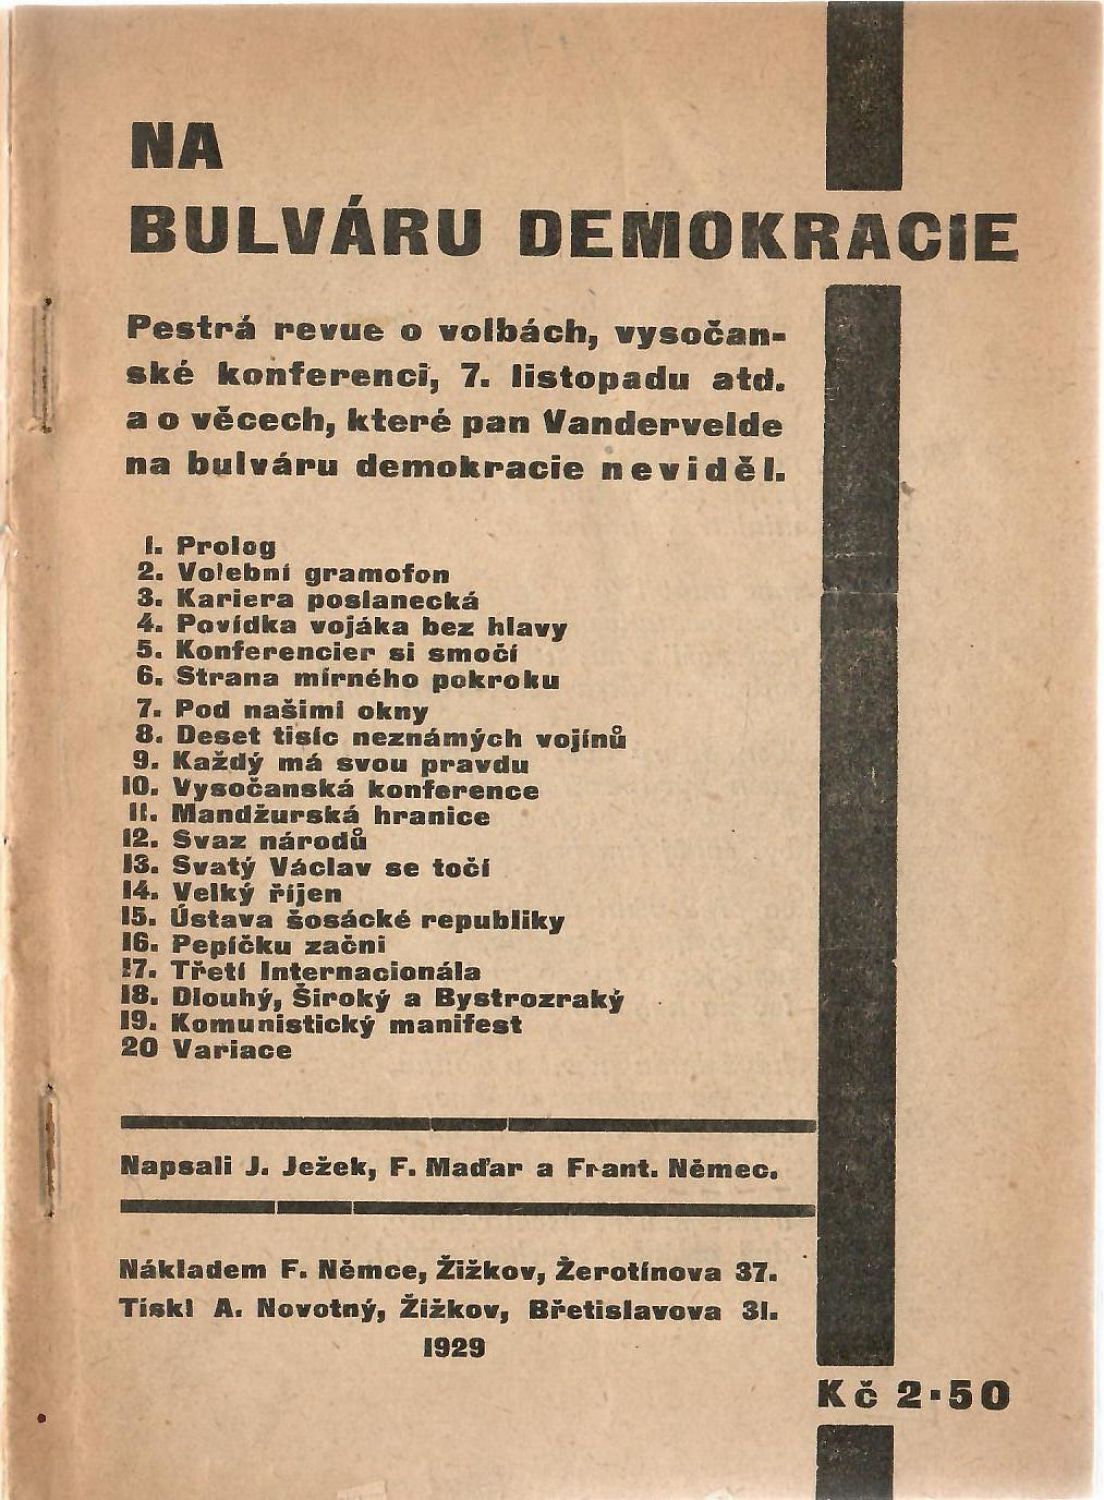 NA
BULVÁRU DEMOKRACIE
Pestrá revue o volbách, vysočan-
ské konferenci, 7. listopadu atd.
a o věcech, které pan Vandervelde
na bulváru demokracie neviděl.
1. Prolog
2. Volební gramofon
3. Kariera poslanecká
4. Povídka vojáka bez hlavy
5. Konferencier si smočí
6. Strana mírného pokroku
7. Pod našimi okny
8. Deset tisíc neznámých vojínů
9. Každý má svou pravdu
10. Vysočanská konference
11. Mandžurská hranice
12. Svaz národů
13. Svatý Václav se točí
14. Velký říjen
15. Ústava šosácké republiky
16. Pepíčku začni
17. Třetí Internacionála
18. Dlouhý, Široký a Bystrozraký
19. Komunistický manifest
20 Variace
Napsali J. Ježek, F. Maďar a Frant. Němec.
Nákladem F. Němce, Žižkov, Žerotínova 37.
Tiskl A. Novotný, Žižkov, Břetislavova 31.
1929
Kč 2·50